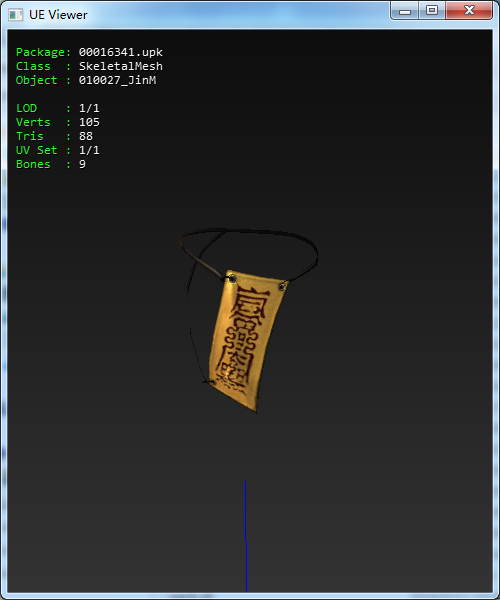 UE Viewer
Package: 00016341.upk
Class : SkeletalMesh
Object : 010027_JinM
LOD : 1/1
Verts : 105
Tris : 88
UV Set : 1/1
Bones : 9